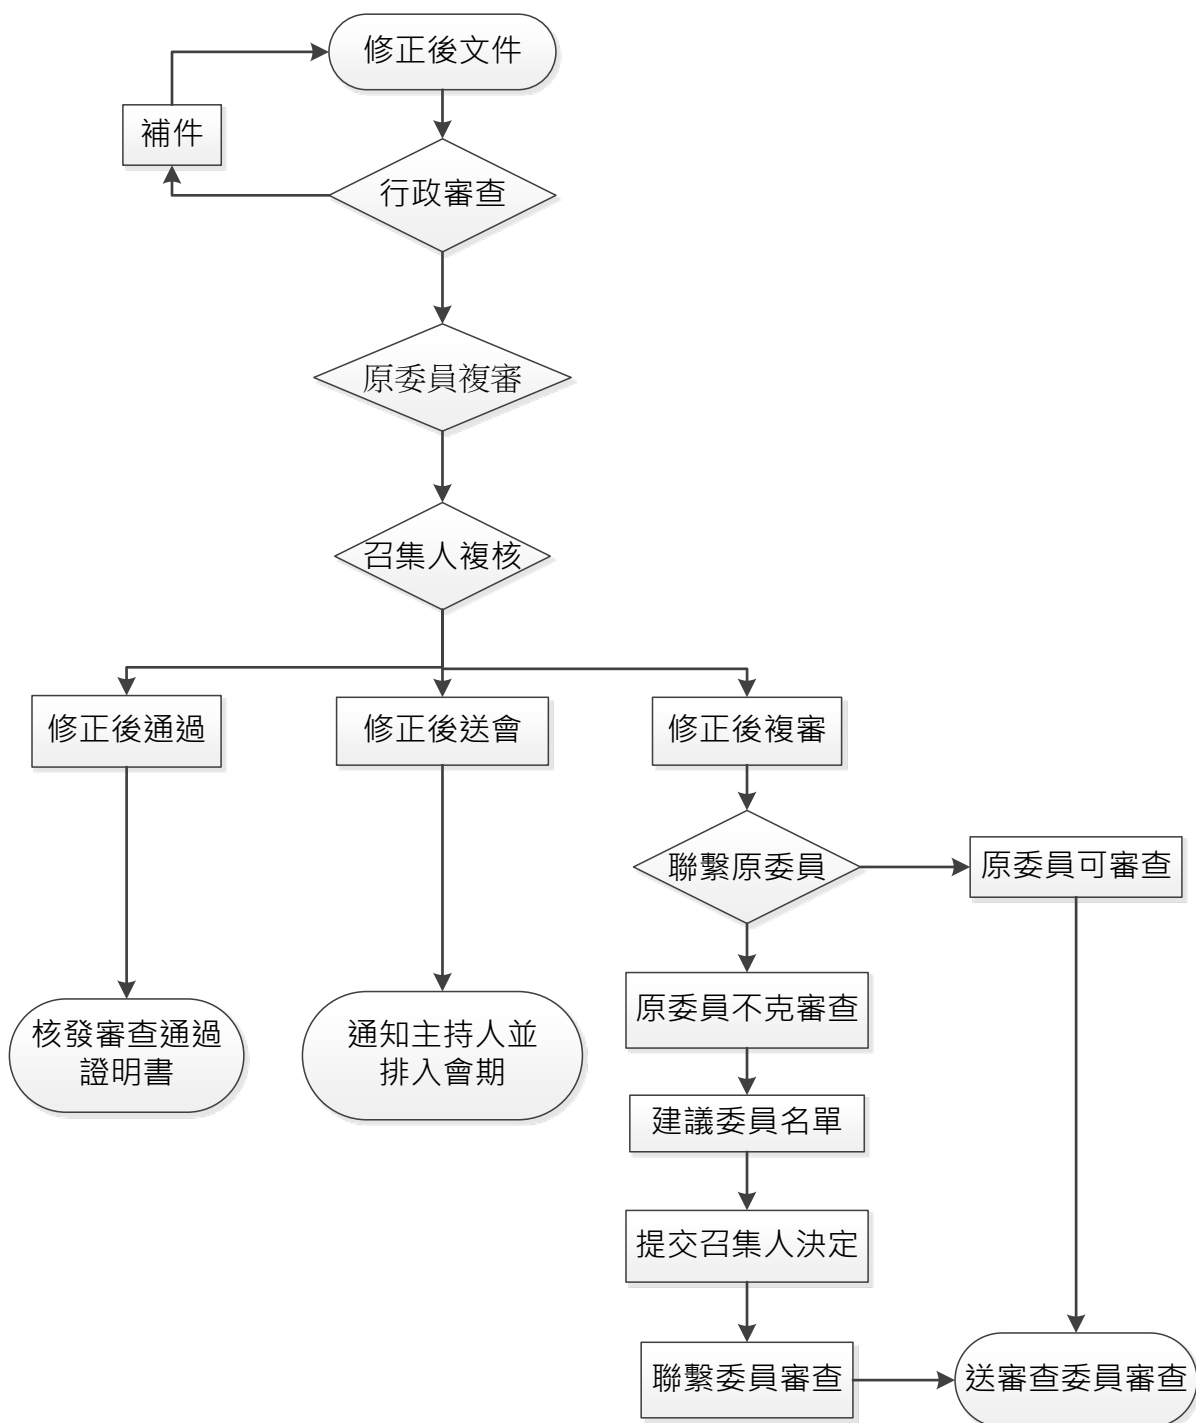 修正後文件
補件
行政審查
原委員複審
召集人複核
修正後通過
修正後送會
修正後複審
聯繫原委員
原委員可審查
原委員不克審查
核發審查通過
證明書
通知主持人並
排入會期
建議委員名單
提交召集人決定
聯繫委員審查
送審查委員審查